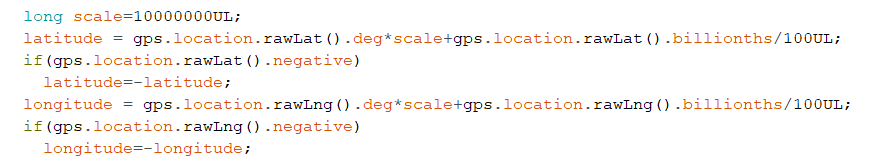 long scale=10000000UL;
latitude = gps.location.rawLat().deg*scale+gps.location.rawLat().billionths/100UL;
if(gps.location.rawLat().negative)
  latitude=-latitude;
longitude = gps.location.rawLng().deg*scale+gps.location.rawLng().billionths/100UL;
if(gps.location.rawLng().negative)
  longitude=-longitude;